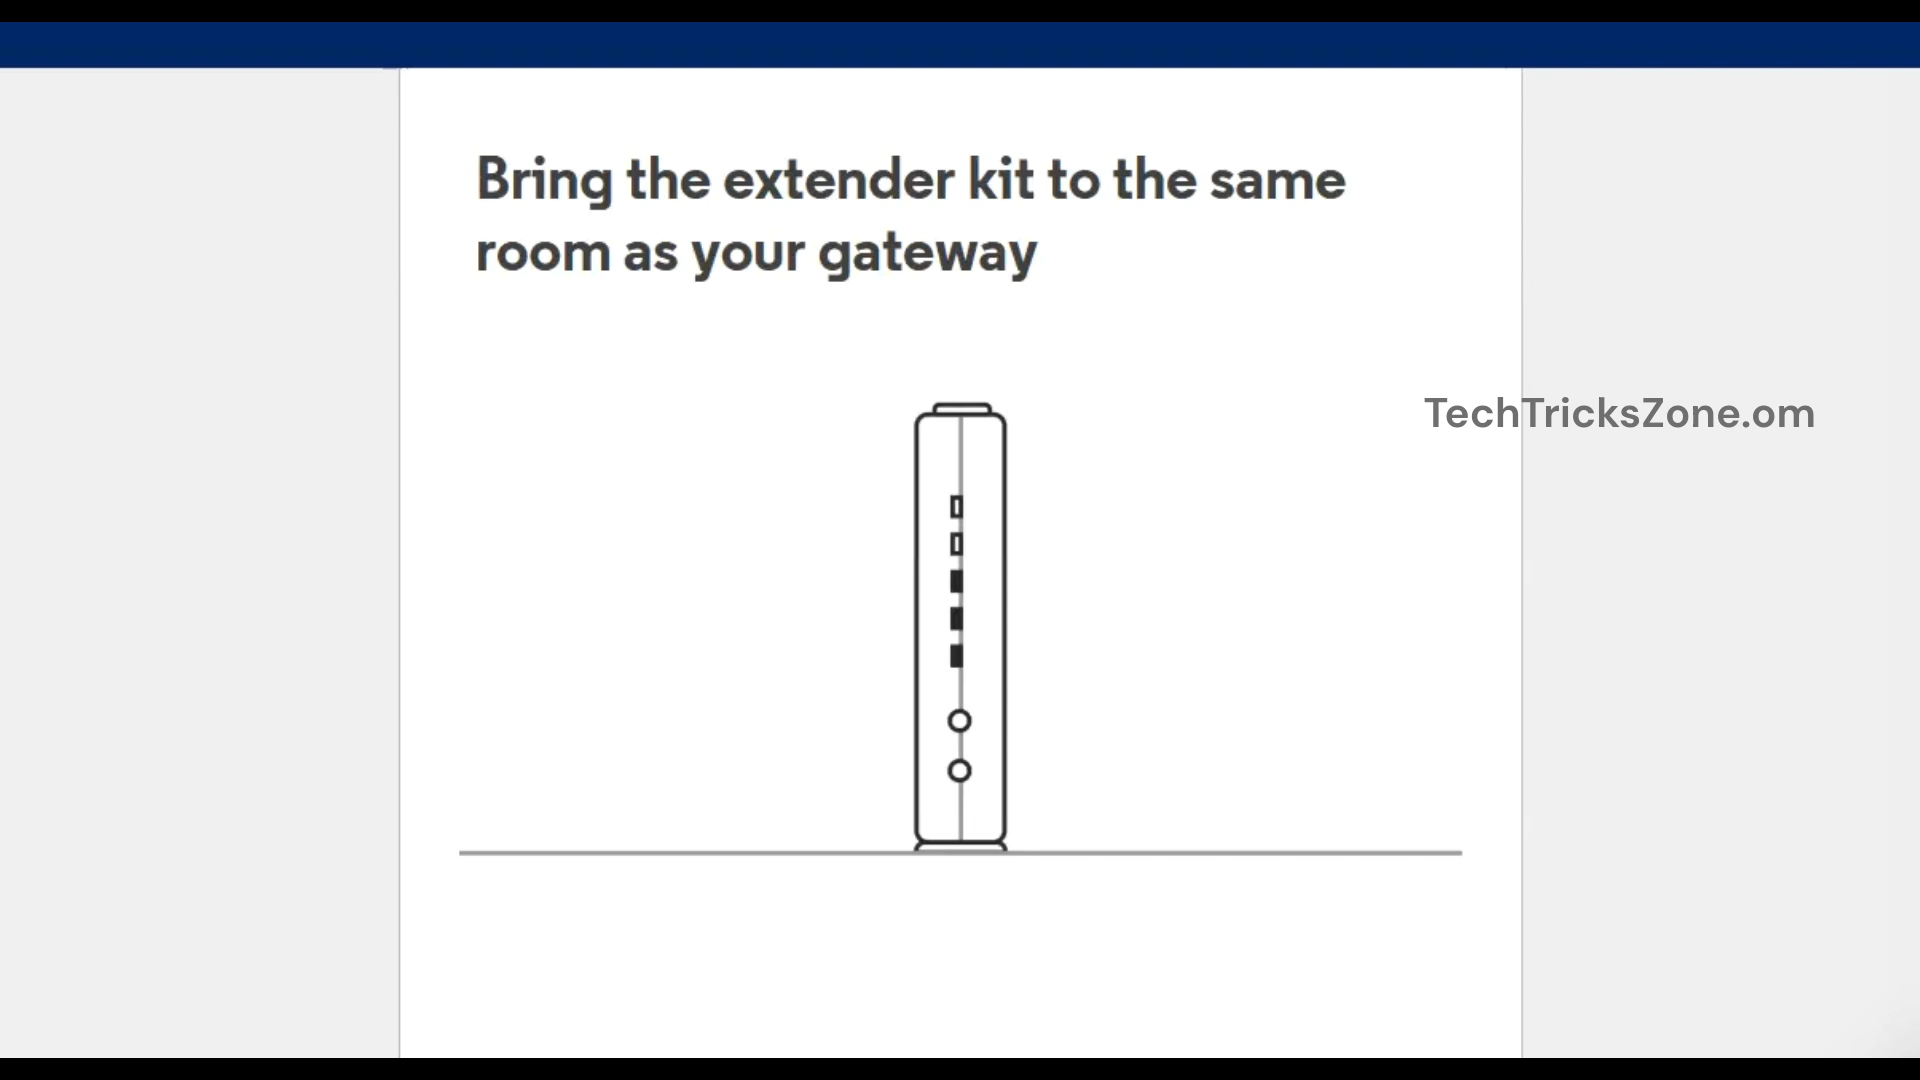 Bring the extender kit to the same
room as your gateway
TechTricksZone.om